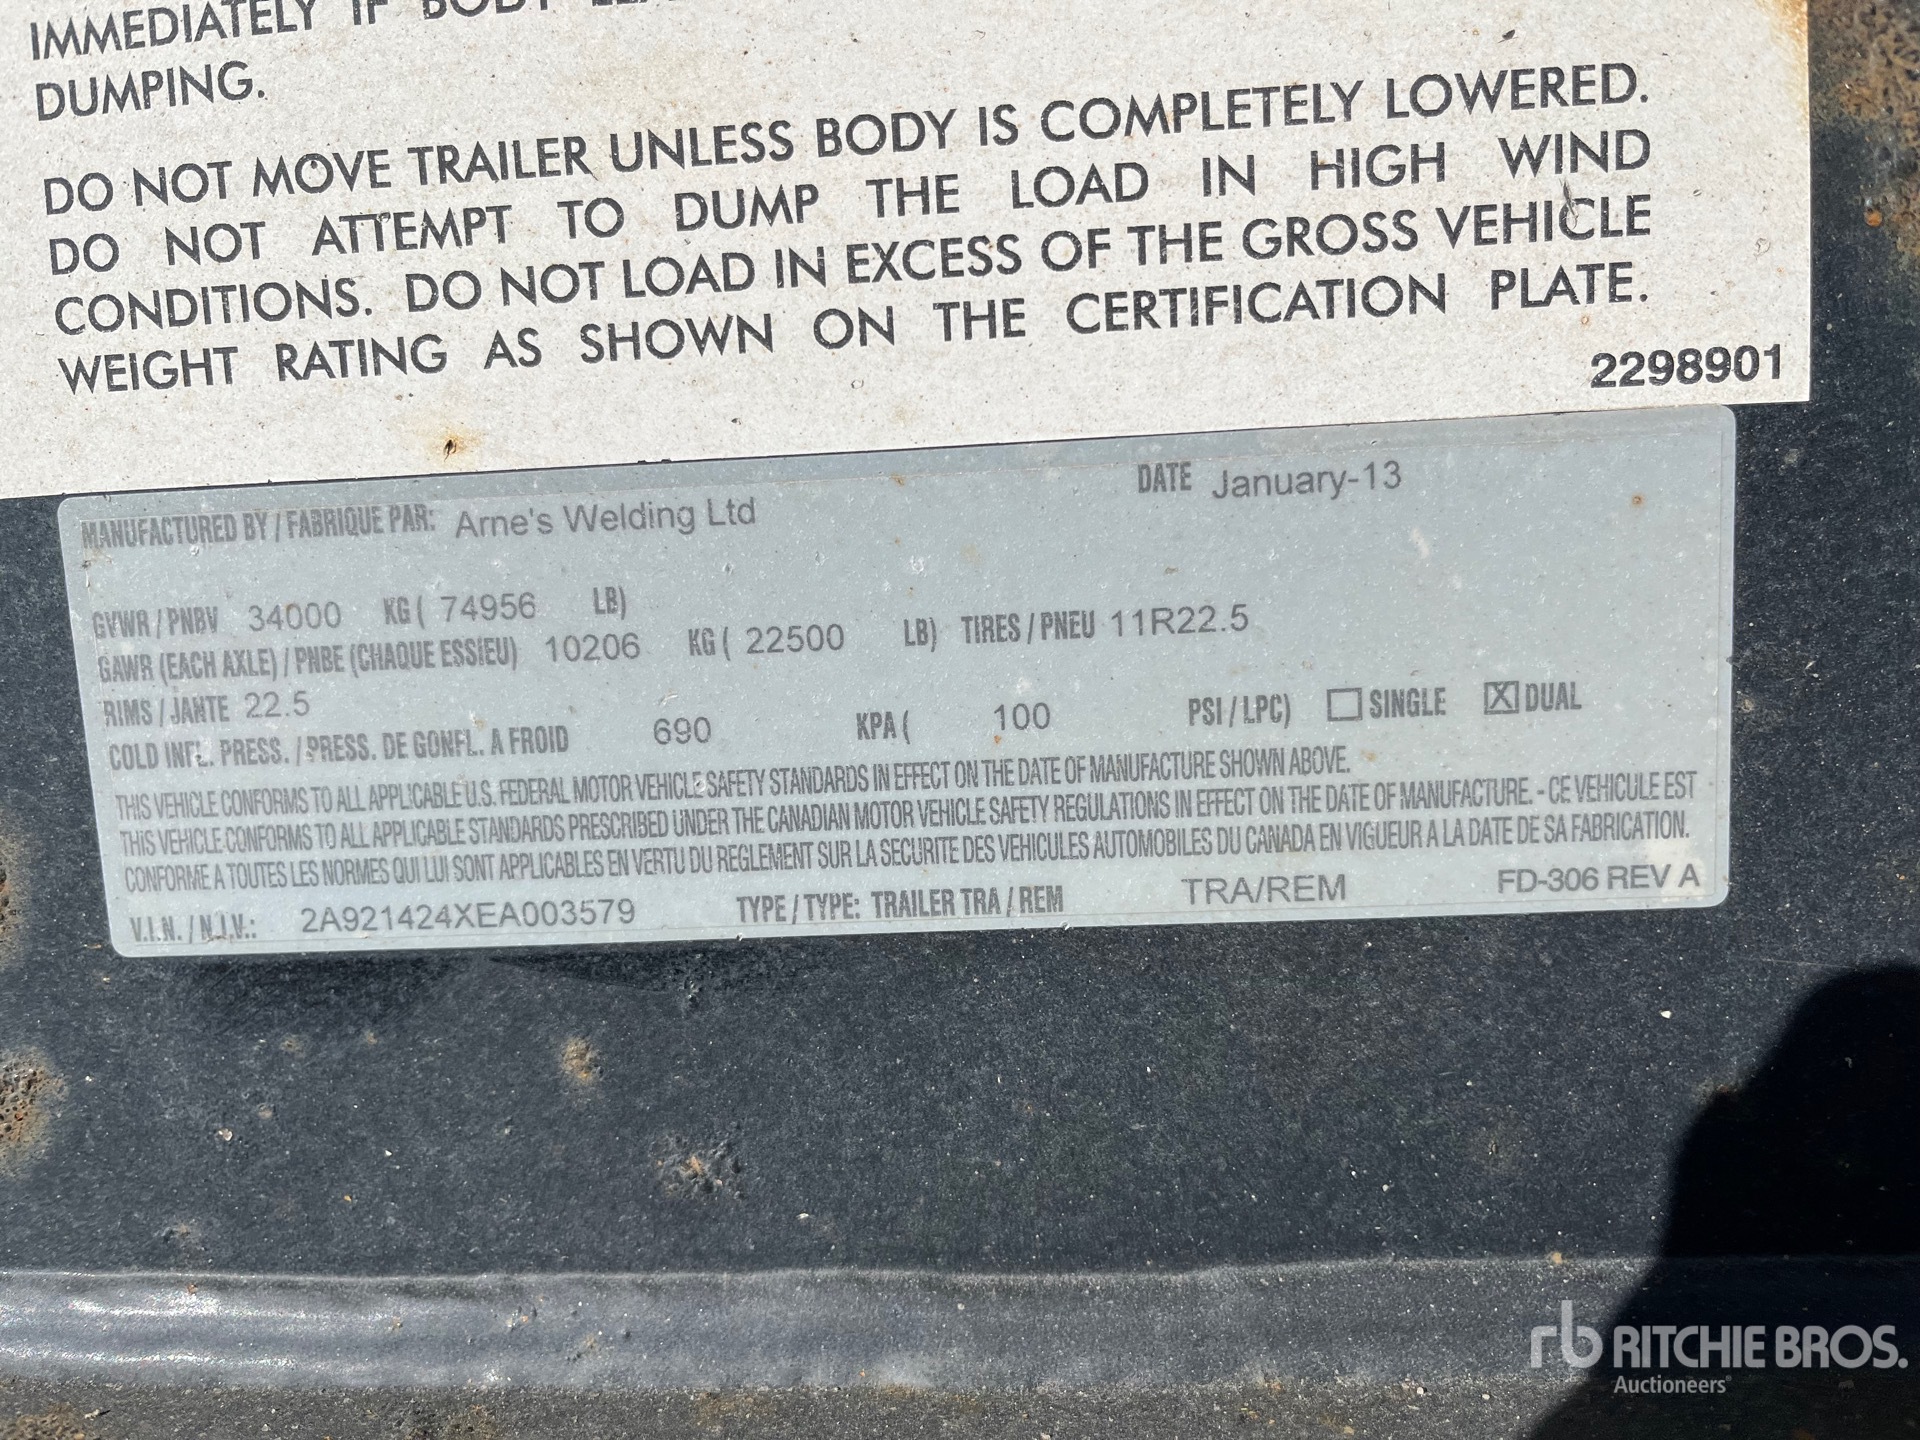 IMMEDIATELY IF BODY
DUMPING.
DO NOT MOVE TRAILER UNLESS BODY IS COMPLETELY LOWERED.
DO NOT ATTEMPT TO DUMP THE LOAD IN HIGH WIND
CONDITIONS. DO NOT LOAD IN EXCESS OF THE GROSS VEHICLE
WEIGHT RATING AS SHOWN ON THE CERTIFICATION PLATE.
2298901
MANUFACTURED BY / FABRIQUE PAR: Arne's Welding Ltd DATE January-13
GVWR / PNBV 34000 KG ( 74956 LB)
GAWR (EACH AXLE) / PNBE (CHAQUE ESSIEU) 10206 KG ( 22500 LB) TIRES / PNEU 11R22.5
RIMS / JANTE 22.5
COLD INFL. PRESS. / PRESS. DE GONFL. A FROID 690 KPA ( 100 PSI / LPC) SINGLE X DUAL
THIS VEHICLE CONFORMS TO ALL APPLICABLE U.S. FEDERAL MOTOR VEHICLE SAFETY STANDARDS IN EFFECT ON THE DATE OF MANUFACTURE SHOWN ABOVE.
THIS VEHICLE CONFORMS TO ALL APPLICABLE STANDARDS PRESCRIBED UNDER THE CANADIAN MOTOR VEHICLE SAFETY REGULATIONS IN EFFECT ON THE DATE OF MANUFACTURE. - CE VEHICULE EST
CONFORME A TOUTES LES NORMES QUI LUI SONT APPLICABLES EN VERTU DU REGLEMENT SUR LA SECURITE DES VEHICULES AUTOMOBILES DU CANADA EN VIGUEUR A LA DATE DE SA FABRICATION.
V.I.N. / N.I.V.: 2A921424XEA003579 TYPE / TYPE: TRAILER TRA / REM TRA/REM FD-306 REV A
rb RITCHIE BROS.
Auctioneers